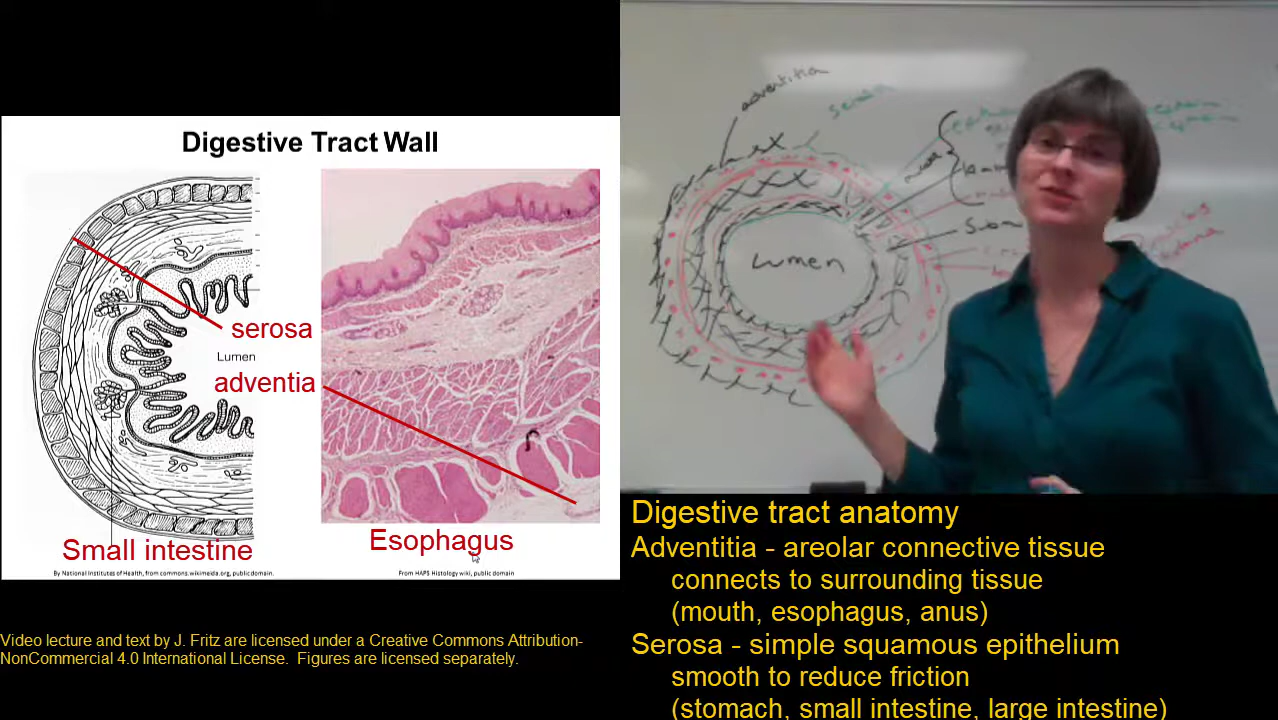 Digestive Tract Wall
serosa
Lumen
adventia
Small intestine
Esophagus
By National Institutes of Health, from commons.wikimeida.org, public domain.
From HAPS Histology wiki, public domain
Video lecture and text by J. Fritz are licensed under a Creative Commons Attribution-
NonCommercial 4.0 International License. Figures are licensed separately.
adventitia
serosa
Lumen
Digestive tract anatomy
Adventitia - areolar connective tissue
connects to surrounding tissue
(mouth, esophagus, anus)
Serosa - simple squamous epithelium
smooth to reduce friction
(stomach, small intestine, large intestine)